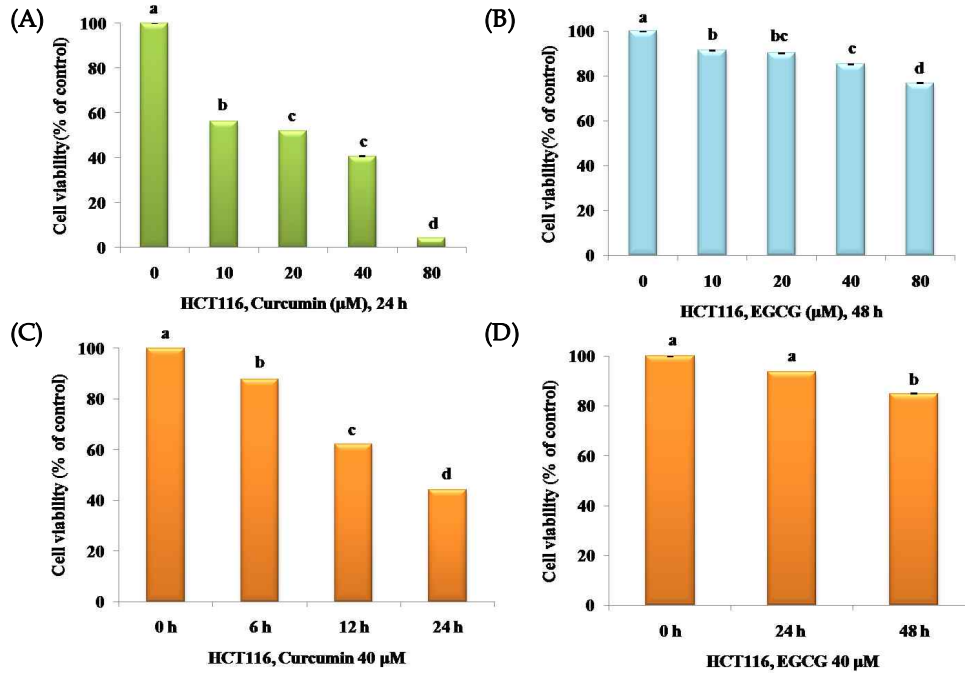 (A)
Cell viability(% of control)
100
80
60
40
20
0
a
b
c
c
d
0 10 20 40 80
HCT116, Curcumin (µM), 24 h
(B)
Cell viability(% of control)
100
80
60
40
20
0
a
b
bc
c
d
0 10 20 40 80
HCT116, EGCG (µM), 48 h
(C)
Cell viability (% of control)
100
80
60
40
20
0
a
b
c
d
0 h 6 h 12 h 24 h
HCT116, Curcumin 40 µM
(D)
Cell viability (% of control)
100
80
60
40
20
0
a
a
b
0 h 24 h 48 h
HCT116, EGCG 40 µM